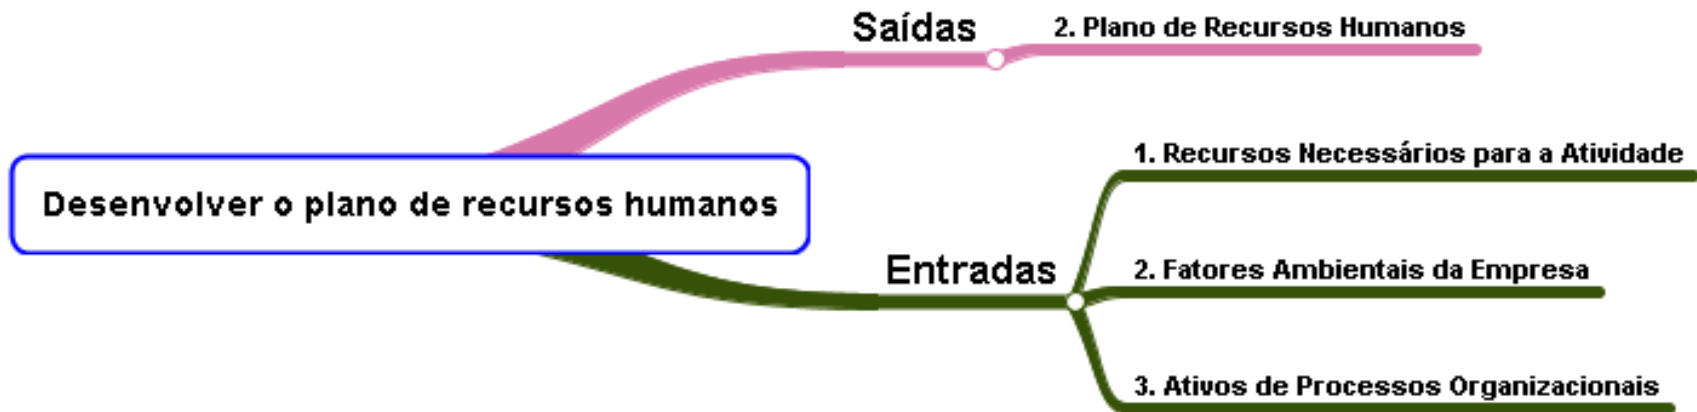 Saídas
2. Plano de Recursos Humanos
Desenvolver o plano de recursos humanos
Entradas
1. Recursos Necessários para a Atividade
2. Fatores Ambientais da Empresa
3. Ativos de Processos Organizacionais